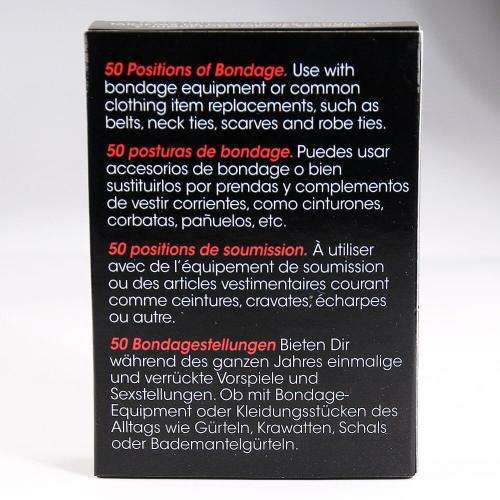 50 Positions of Bondage. Use with
bondage equipment or common
clothing item replacements, such as
belts, neck ties, scarves and robe ties.
50 posturas de bondage. Puedes usar
accesorios de bondage o bien
sustituirlos por prendas y complementos
de vestir corrientes, como cinturones,
corbatas, pañuelos, etc.
50 positions de soumission. À utiliser
avec de l'équipement de soumission
ou des articles vestimentaires courant
comme ceintures, cravates, écharpes
ou autre.
50 Bondagestellungen Bieten Dir
während des ganzen Jahres einmalige
und verrückte Vorspiele und
Sexstellungen. Ob mit Bondage-
Equipment oder Kleidungsstücken des
Alltags wie Gürteln, Krawatten, Schals
oder Bademantelgürteln.